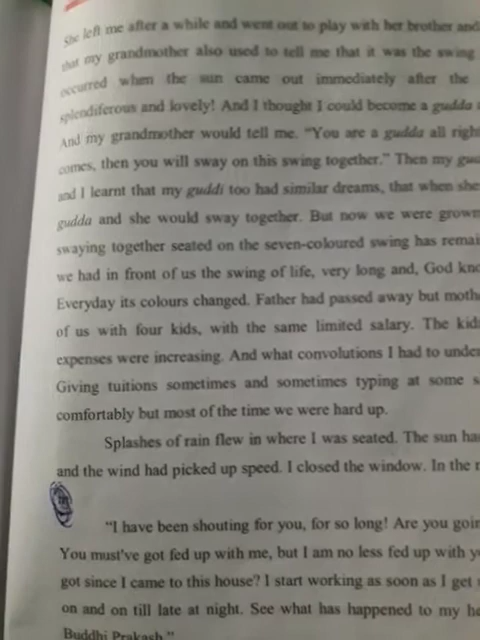 She left me after a while and went out to play with her brother and
that my grandmother also used to tell me that it was the swing
occurred when the sun came out immediately after the
splendiferous and lovely! And I thought I could become a gudda
And my grandmother would tell me. "You are a gudda all right
comes, then you will sway on this swing together." Then my
and I learnt that my guddi too had similar dreams, that when she
gudda and she would sway together. But now we were grown
swaying together seated on the seven-coloured swing has remai
we had in front of us the swing of life, very long and, God kno
Everyday its colours changed. Father had passed away but moth
of us with four kids, with the same limited salary. The kid
expenses were increasing. And what convolutions I had to under
Giving tuitions sometimes and sometimes typing at some s
comfortably but most of the time we were hard up.
Splashes of rain flew in where I was seated. The sun ha
and the wind had picked up speed. I closed the window. In the r
"I have been shouting for you, for so long! Are you goin
You must've got fed up with me, but I am no less fed up with y
got since I came to this house? I start working as soon as I get
on and on till late at night. See what has happened to my he
Buddhi Prakash."